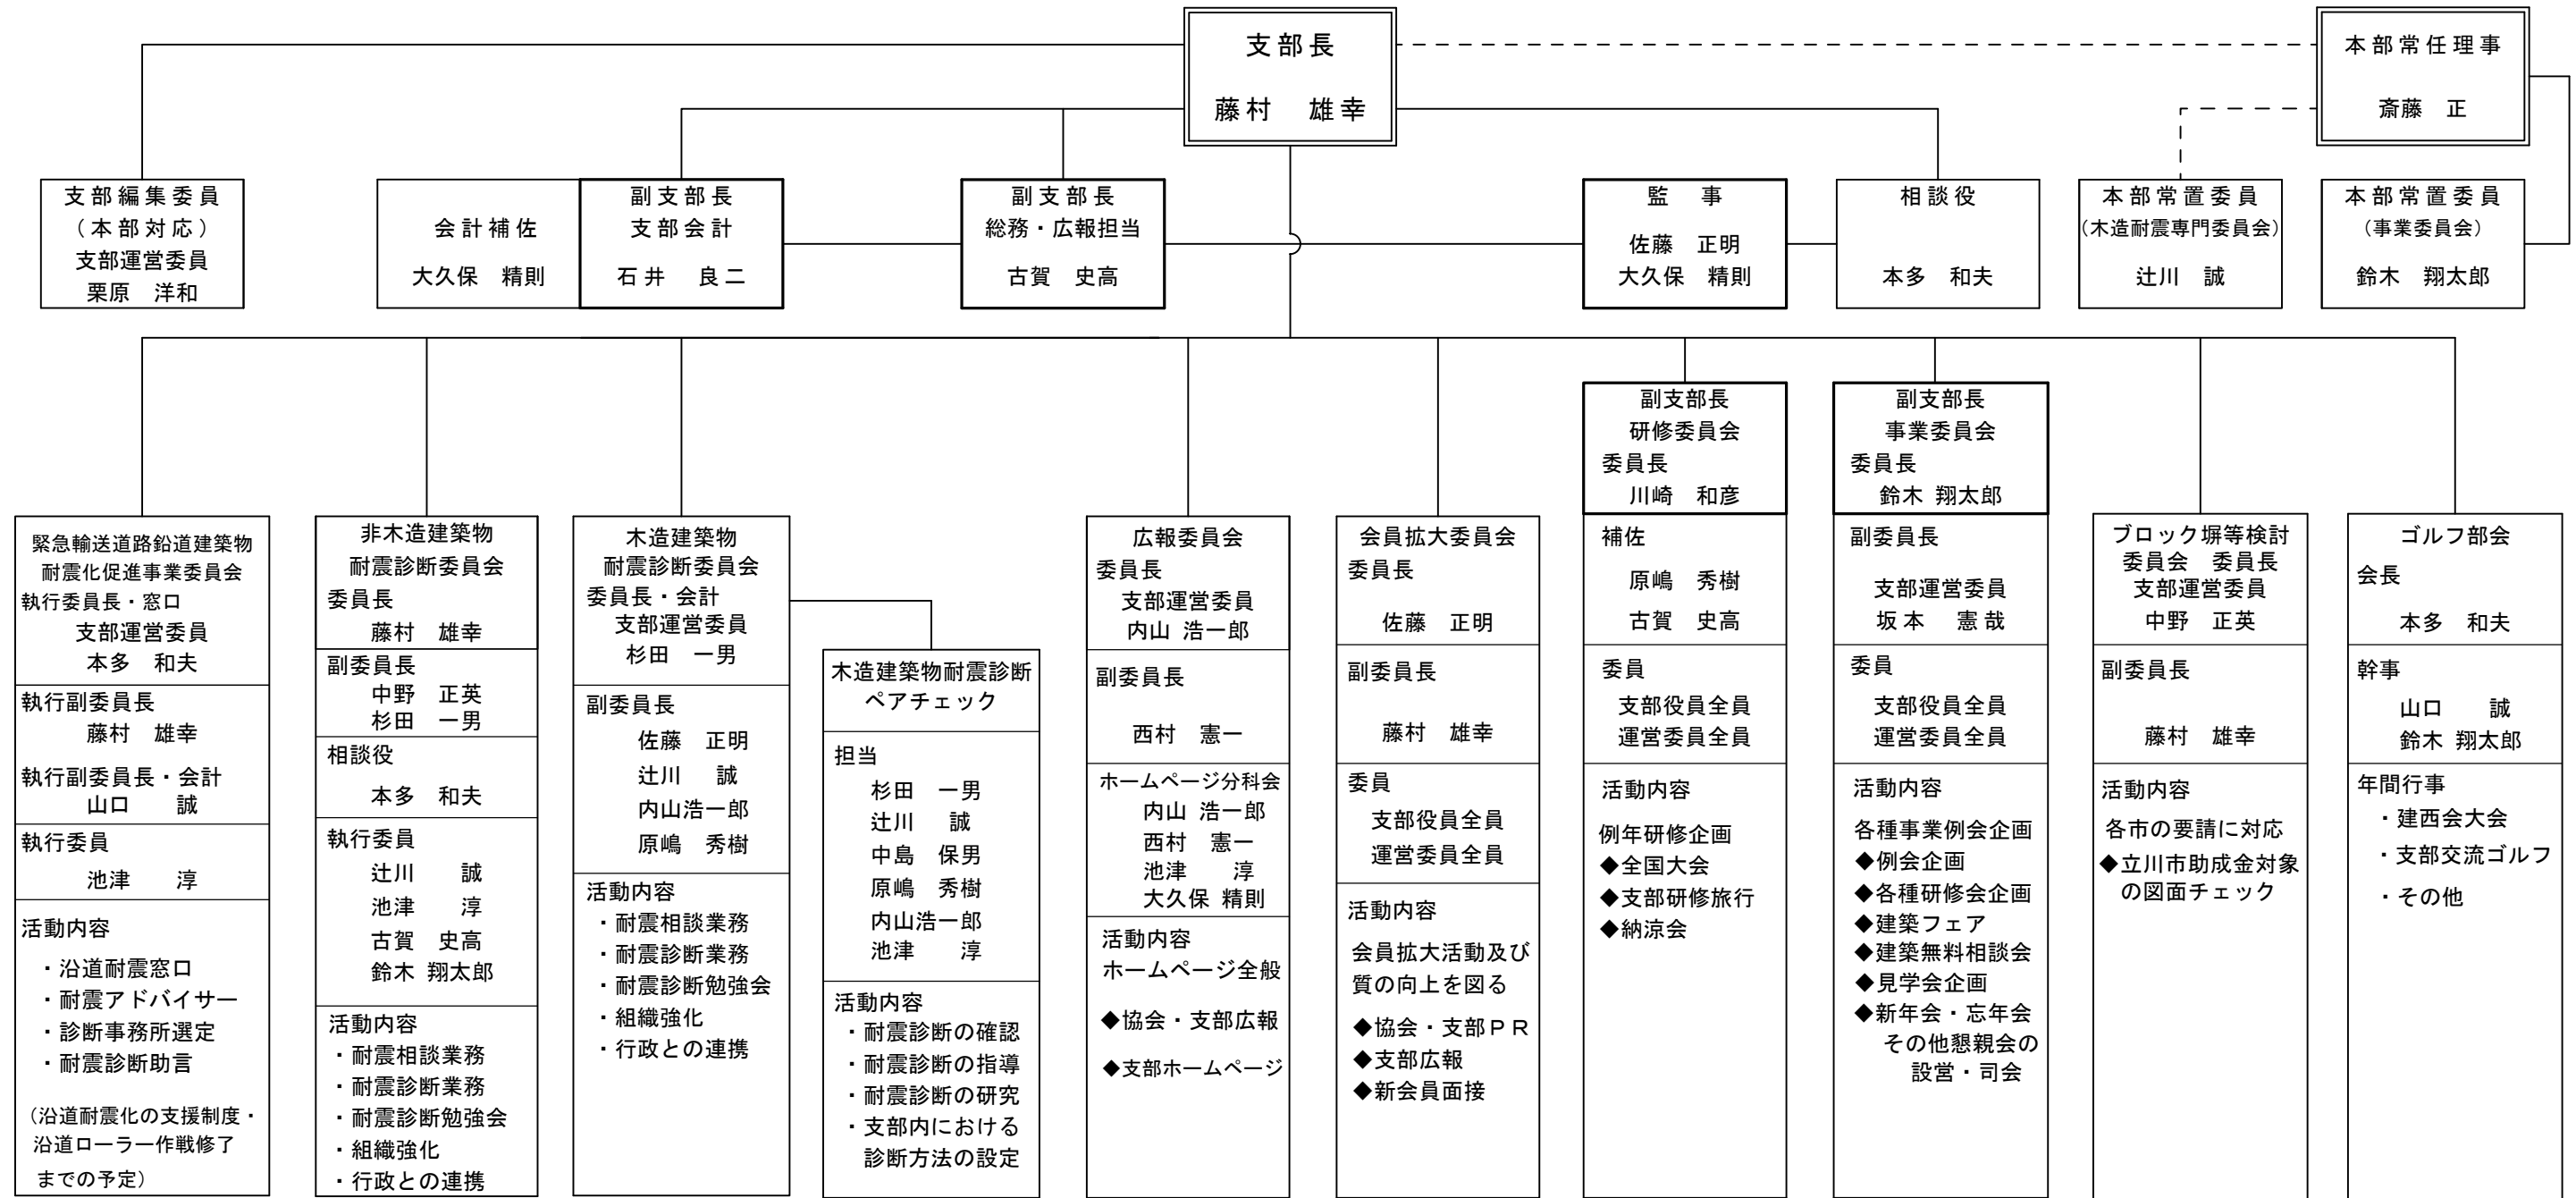 支部長
藤村　雄幸
本部常任理事
斎藤　正
支部編集委員
（本部対応）
支部運営委員
栗原　洋和
会計補佐
大久保　精則
副支部長
支部会計
石井　良二
副支部長
総務・広報担当
古賀　史高
監　事
佐藤　正明
大久保　精則
相談役
本多　和夫
本部常置委員
（木造耐震専門委員会）
辻川　誠
本部常置委員
（事業委員会）
鈴木　翔太郎
緊急輸送道路鉛道建築物
耐震化促進事業委員会
執行委員長・窓口
支部運営委員
本多　和夫
執行副委員長
藤村　雄幸
執行副委員長・会計
山口　　誠
執行委員
池津　　淳
活動内容
・沿道耐震窓口
・耐震アドバイサー
・診断事務所選定
・耐震診断助言
（沿道耐震化の支援制度・
沿道ローラー作戦修了
までの予定）
非木造建築物
耐震診断委員会
委員長
藤村　雄幸
副委員長
中野　正英
杉田　一男
相談役
本多　和夫
執行委員
辻川　　誠
池津　　淳
古賀　史高
鈴木 翔太郎
活動内容
・耐震相談業務
・耐震診断業務
・耐震診断勉強会
・組織強化
・行政との連携
木造建築物
耐震診断委員会
委員長・会計
支部運営委員
杉田　一男
副委員長
佐藤　正明
辻川　誠
内山浩一郎
原嶋　秀樹
活動内容
・耐震相談業務
・耐震診断業務
・耐震診断勉強会
・組織強化
・行政との連携
木造建築物耐震診断
ペアチェック
担当
杉田　一男
辻川　誠
中島　保男
原嶋　秀樹
内山浩一郎
池津　　淳
活動内容
・耐震診断の確認
・耐震診断の指導
・耐震診断の研究
・支部内における
診断方法の設定
広報委員会
委員長
支部運営委員
内山 浩一郎
副委員長
西村　憲一
ホームページ分科会
内山 浩一郎
西村　憲一
池津　　淳
大久保 精則
活動内容
ホームページ全般
◆協会・支部広報
◆支部ホームページ
会員拡大委員会
委員長
佐藤　正明
副委員長
藤村　雄幸
委員
支部役員全員
運営委員全員
活動内容
会員拡大活動及び
質の向上を図る
◆協会・支部ＰＲ
◆支部広報
◆新会員面接
副支部長
研修委員会
委員長
川崎　和彦
補佐
原嶋　秀樹
古賀　史高
委員
支部役員全員
運営委員全員
活動内容
例年研修企画
◆全国大会
◆支部研修旅行
◆納涼会
副支部長
事業委員会
委員長
鈴木 翔太郎
副委員長
支部運営委員
坂本　憲哉
委員
支部役員全員
運営委員全員
活動内容
各種事業例会企画
◆例会企画
◆各種研修会企画
◆建築フェア
◆建築無料相談会
◆見学会企画
◆新年会・忘年会
その他懇親会の
設営・司会
ブロック塀等検討
委員会　委員長
支部運営委員
中野　正英
副委員長
藤村　雄幸
活動内容
各市の要請に対応
◆立川市助成金対象
の図面チェック
ゴルフ部会
会長
本多　和夫
幹事
山口　　誠
鈴木 翔太郎
年間行事
・建西会大会
・支部交流ゴルフ
・その他